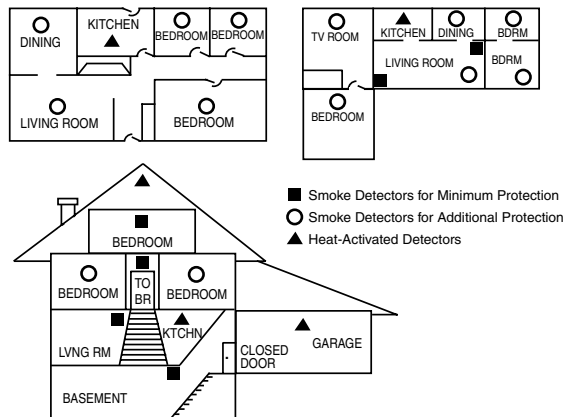 DINING
KITCHEN
BEDROOM
BEDROOM
LIVING ROOM
BEDROOM
TV ROOM
KITCHEN
DINING
BDRM
LIVING ROOM
BDRM
BEDROOM
Smoke Detectors for Minimum Protection
Smoke Detectors for Additional Protection
Heat-Activated Detectors
BEDROOM
BEDROOM
TO
BR
BEDROOM
LVNG RM
KTCHN
CLOSED
DOOR
GARAGE
BASEMENT